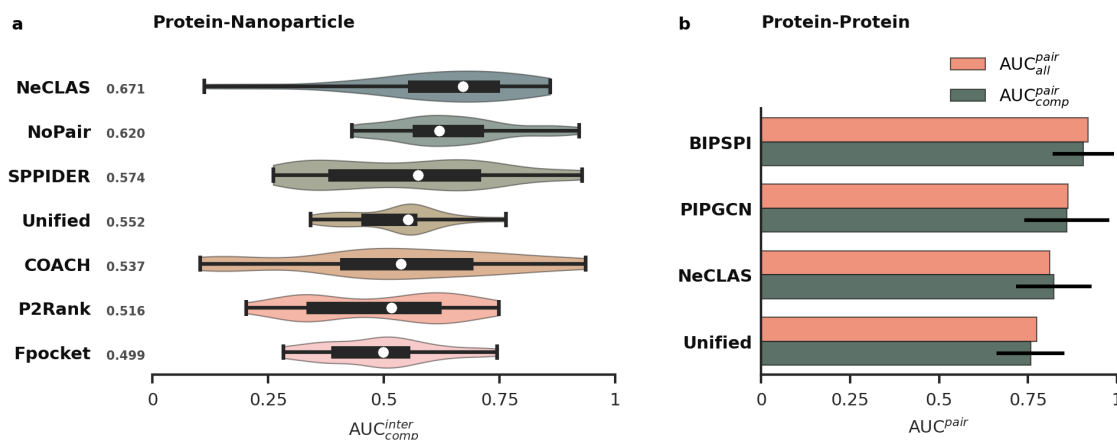 a Protein-Nanoparticle
NeCLAS 0.671
NoPair 0.620
SPPIDER 0.574
Unified 0.552
COACH 0.537
P2Rank 0.516
Fpocket 0.499
0 0.25 0.5 0.75 1
AUC^{inter}_{comp}
b Protein-Protein
AUC^{pair}_{all}
AUC^{pair}_{comp}
BIPSPI
PIPGCN
NeCLAS
Unified
0 0.25 0.5 0.75 1
AUC^{pair}